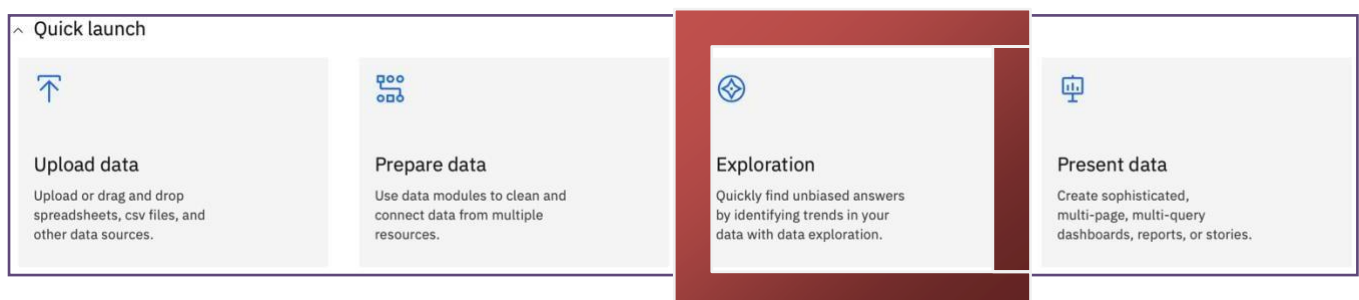 Quick launch
Upload data
Upload or drag and drop
spreadsheets, csv files, and
other data sources.
Prepare data
Use data modules to clean and
connect data from multiple
resources.
Exploration
Quickly find unbiased answers
by identifying trends in your
data with data exploration.
Present data
Create sophisticated,
multi-page, multi-query
dashboards, reports, or stories.